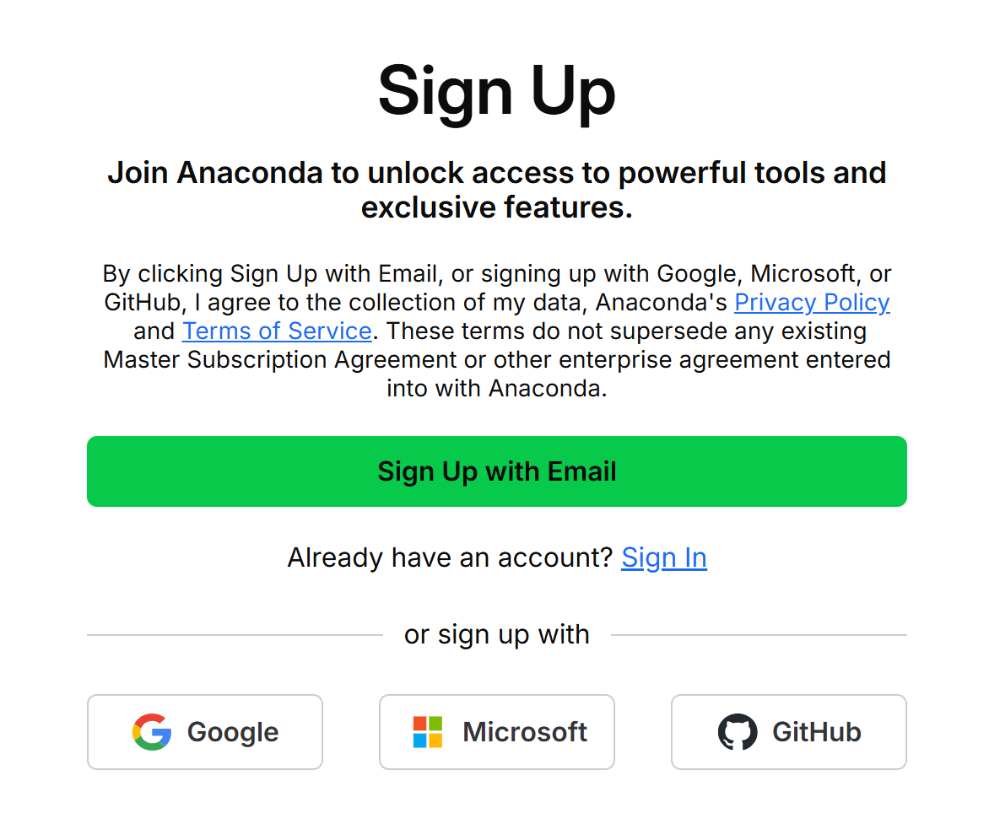 Sign Up
Join Anaconda to unlock access to powerful tools and
exclusive features.
By clicking Sign Up with Email, or signing up with Google, Microsoft, or
GitHub, I agree to the collection of my data, Anaconda's Privacy Policy
and Terms of Service. These terms do not supersede any existing
Master Subscription Agreement or other enterprise agreement entered
into with Anaconda.
Sign Up with Email
Already have an account? Sign In
or sign up with
Google Microsoft GitHub